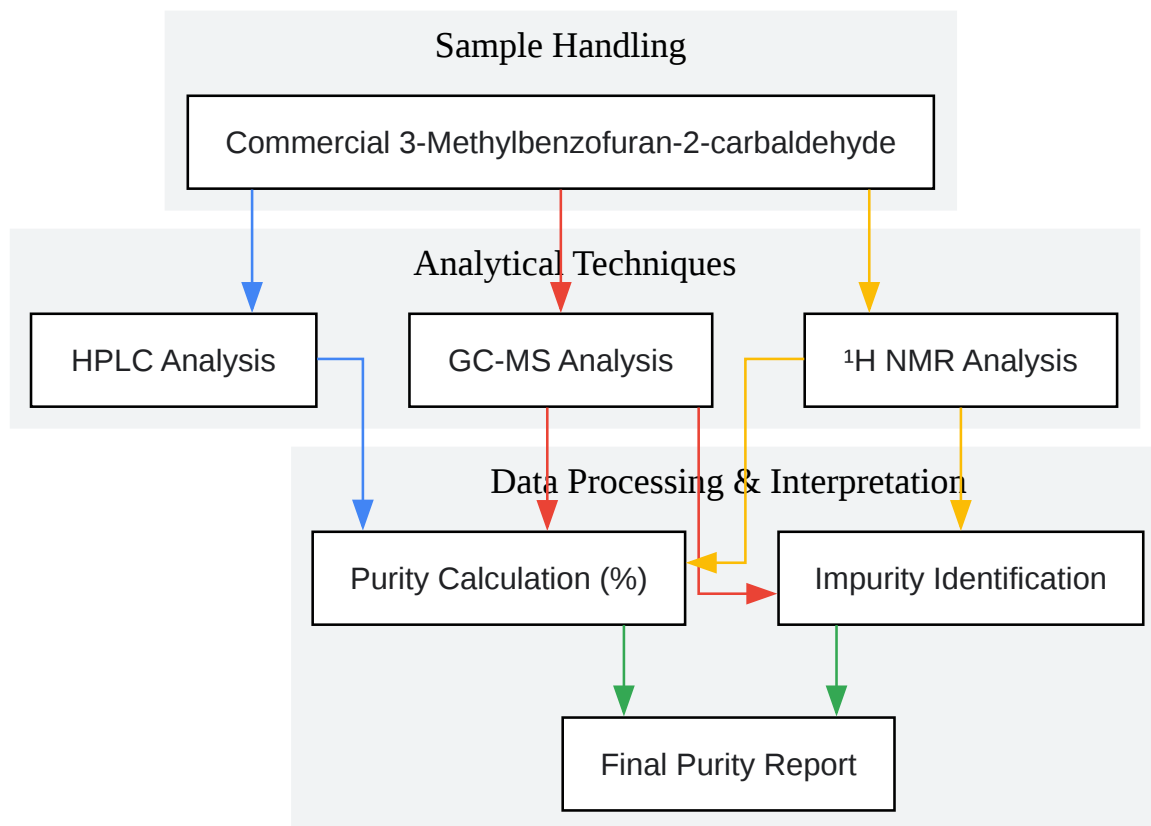 Sample Handling
Commercial 3-Methylbenzofuran-2-carbaldehyde
Analytical Techniques
HPLC Analysis
GC-MS Analysis
¹H NMR Analysis
Data Processing & Interpretation
Purity Calculation (%)
Impurity Identification
Final Purity Report